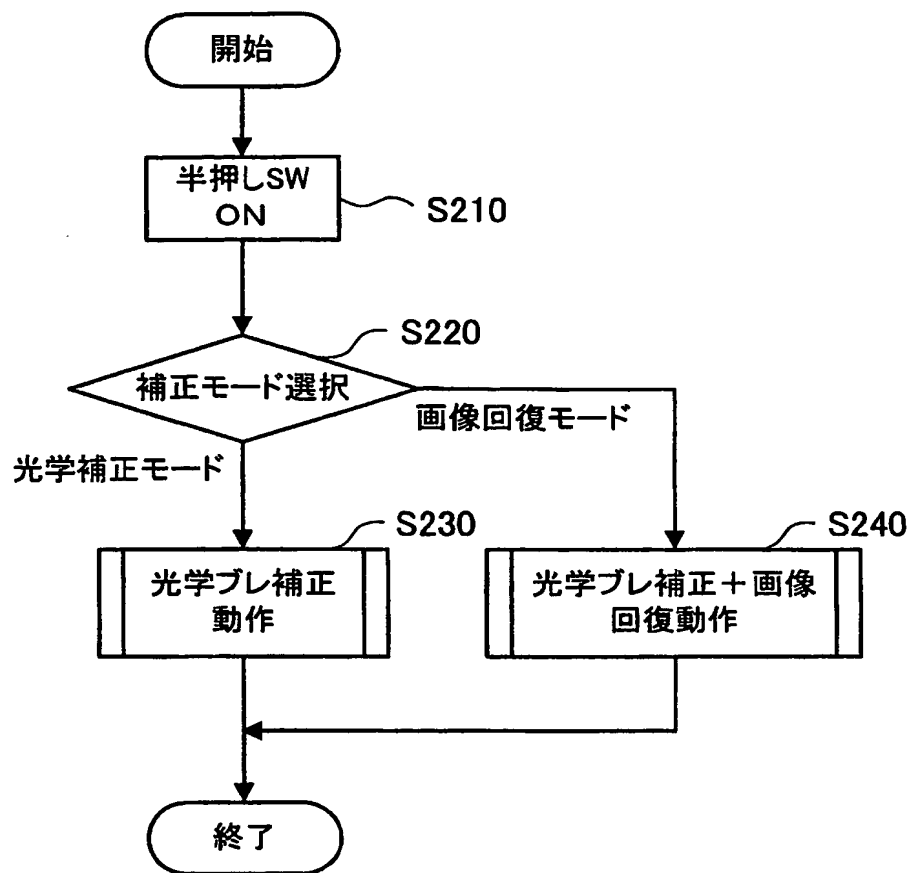 開始
半押しSW
ON
S210
S220
補正モード選択
画像回復モード
光学補正モード
S230
光学ブレ補正
動作
S240
光学ブレ補正+画像
回復動作
終了